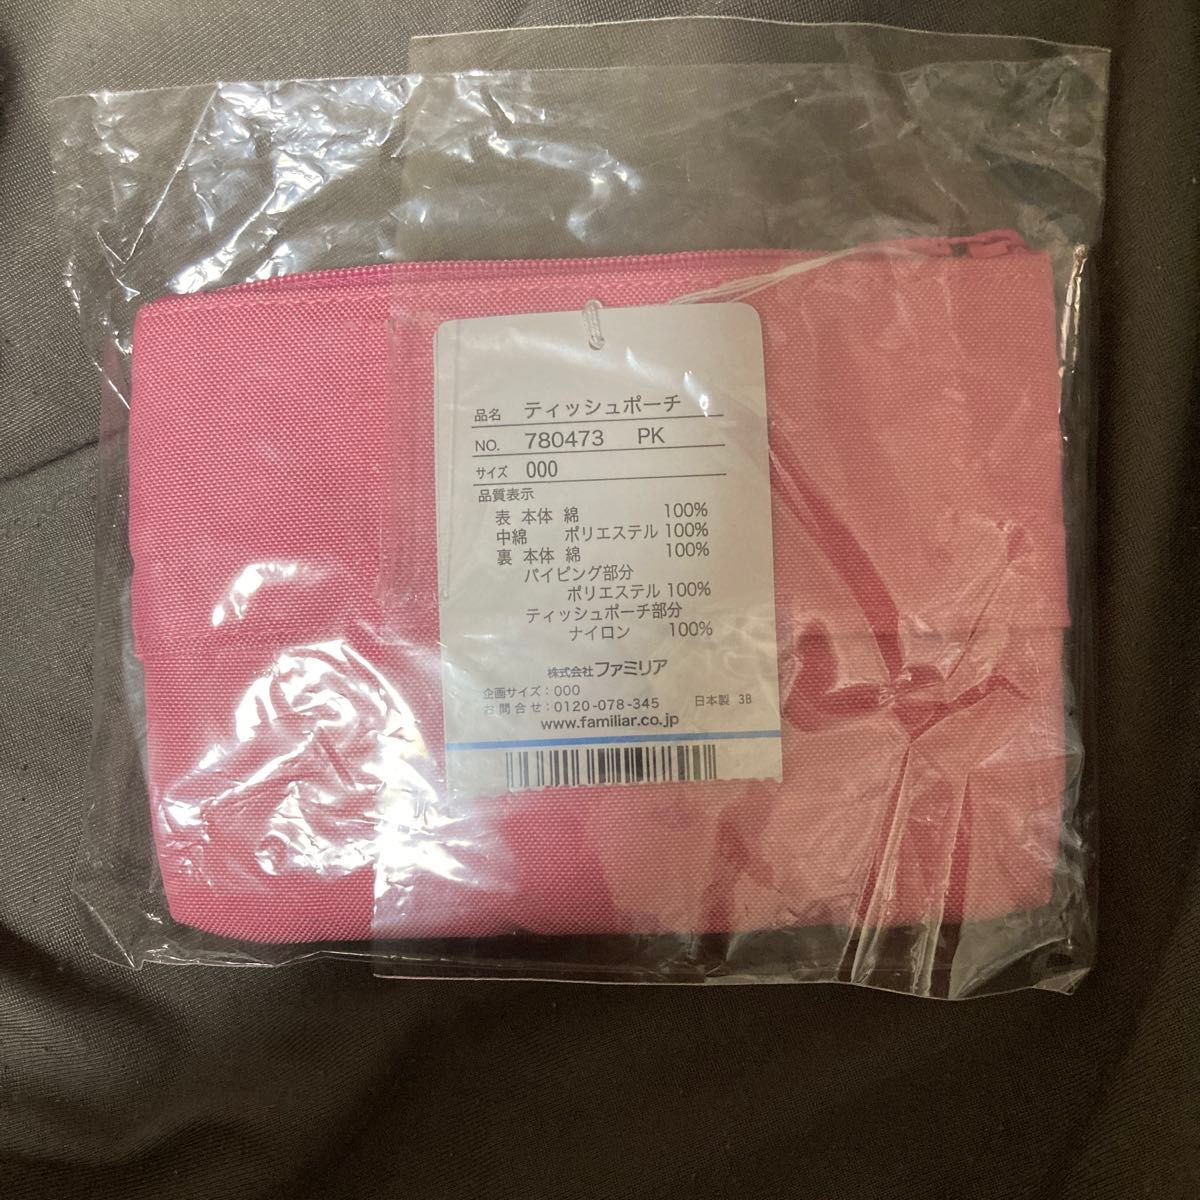 品名 ティッシュポーチ
NO. 780473 PK
サイズ 000
品質表示
表 本体 綿 100%
中綿 ポリエステル 100%
裏 本体 綿 100%
パイピング部分
ポリエステル 100%
ティッシュポーチ部分
ナイロン 100%
株式会社 ファミリア
企画サイズ：000
お問合せ：0120-078-345 日本製 3B
www.familiar.co.jp